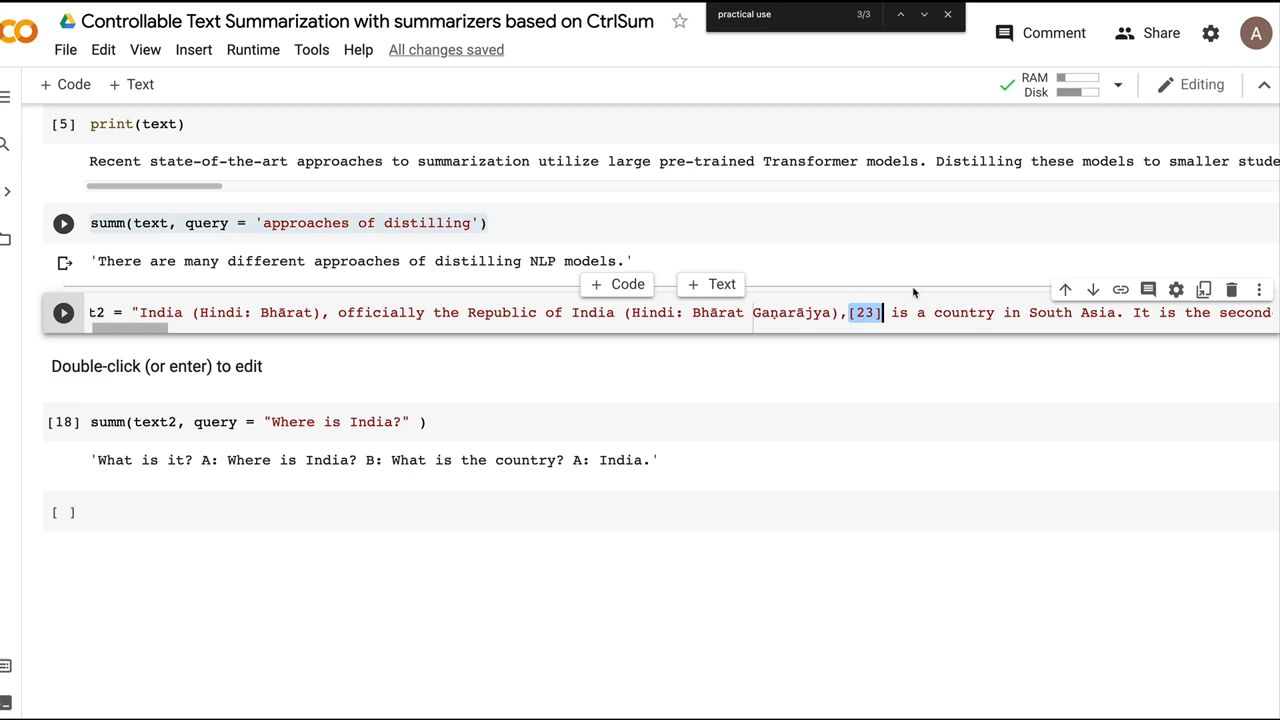 Controllable Text Summarization with summarizers based on CtrlSum
practical use 3/3
File Edit View Insert Runtime Tools Help All changes saved
Comment Share A
+ Code + Text
RAM
Disk
Editing
[5] print(text)
Recent state-of-the-art approaches to summarization utilize large pre-trained Transformer models. Distilling these models to smaller stude
summ(text, query = 'approaches of distilling')
'There are many different approaches of distilling NLP models.'
+ Code + Text
t2 = "India (Hindi: Bhārat), officially the Republic of India (Hindi: Bhārat Gaṇarājya),[23] is a country in South Asia. It is the second
Double-click (or enter) to edit
[18] summ(text2, query = "Where is India?" )
'What is it? A: Where is India? B: What is the country? A: India.'
[ ]